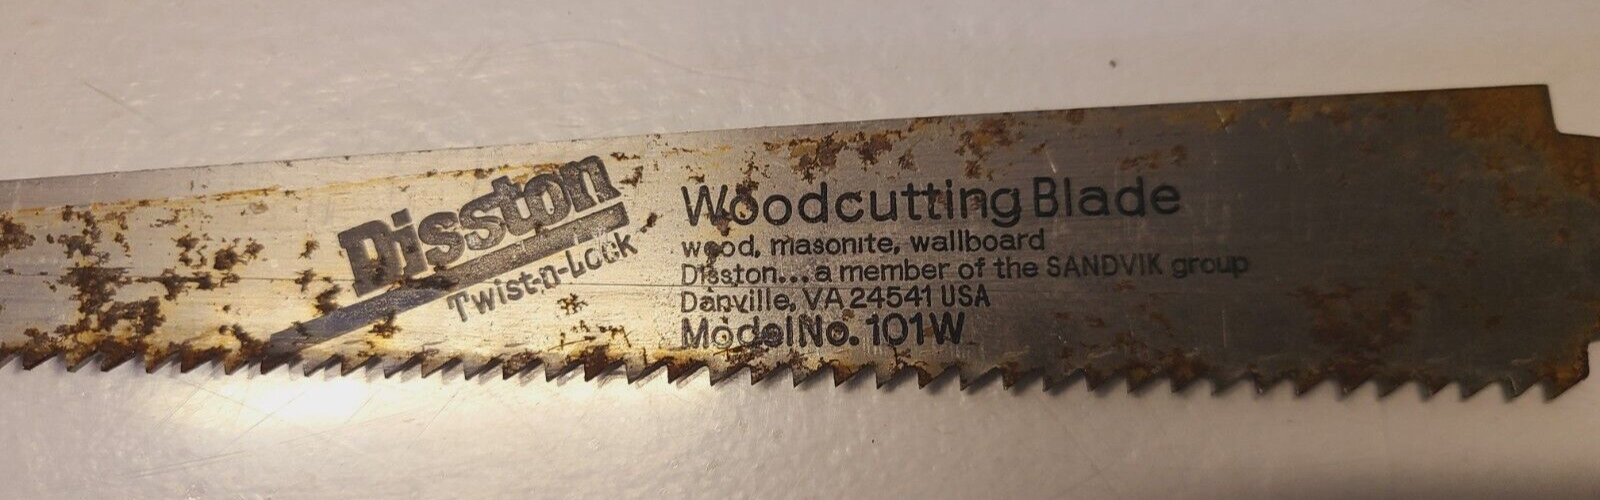 Disston
Twist-n-Lock
Woodcutting Blade
wood, masonite, wallboard
Disston...a member of the SANDVIK group
Danville, VA 24541 USA
Model No. 101W